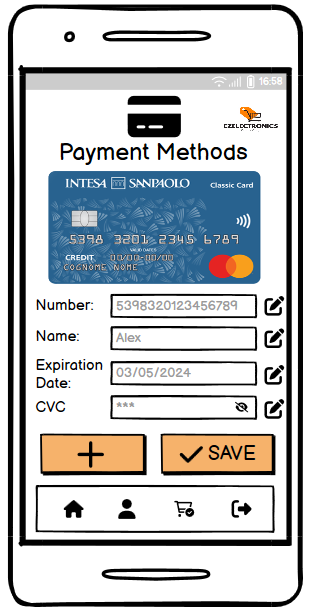 16:58
EZELECTRONICS
Payment Methods
INTESA SANPAOLO Classic Card
5398 3201 2345 6789
VALID DATES
CREDIT 00/00-00/00
COGNOME NOME
Number: 5398320123456789
Name: Alex
Expiration Date: 03/05/2024
CVC ***
+
SAVE